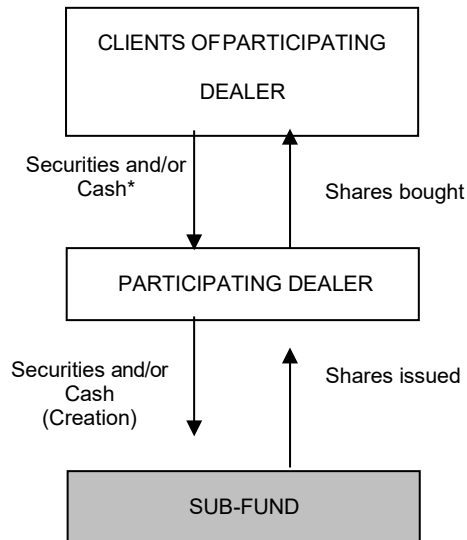 CLIENTS OF PARTICIPATING
DEALER
Securities and/or
Cash*
Shares bought
PARTICIPATING DEALER
Securities and/or
Cash
(Creation)
Shares issued
SUB-FUND